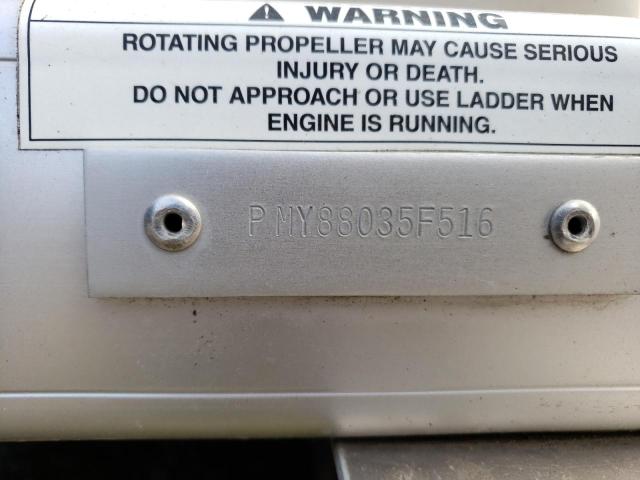 WARNING
ROTATING PROPELLER MAY CAUSE SERIOUS
INJURY OR DEATH.
DO NOT APPROACH OR USE LADDER WHEN
ENGINE IS RUNNING.
PMY88035F516